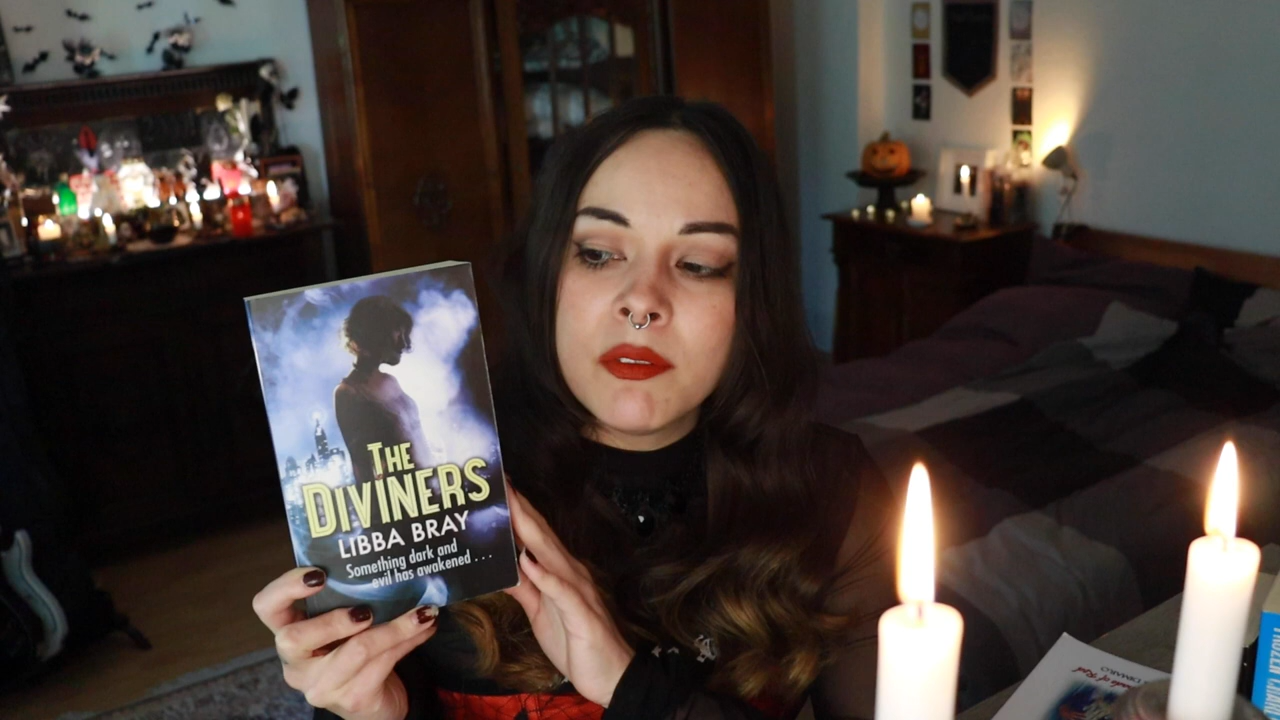 THE
DIVINERS
LIBBA BRAY
Something dark and
evil has awakened . . .